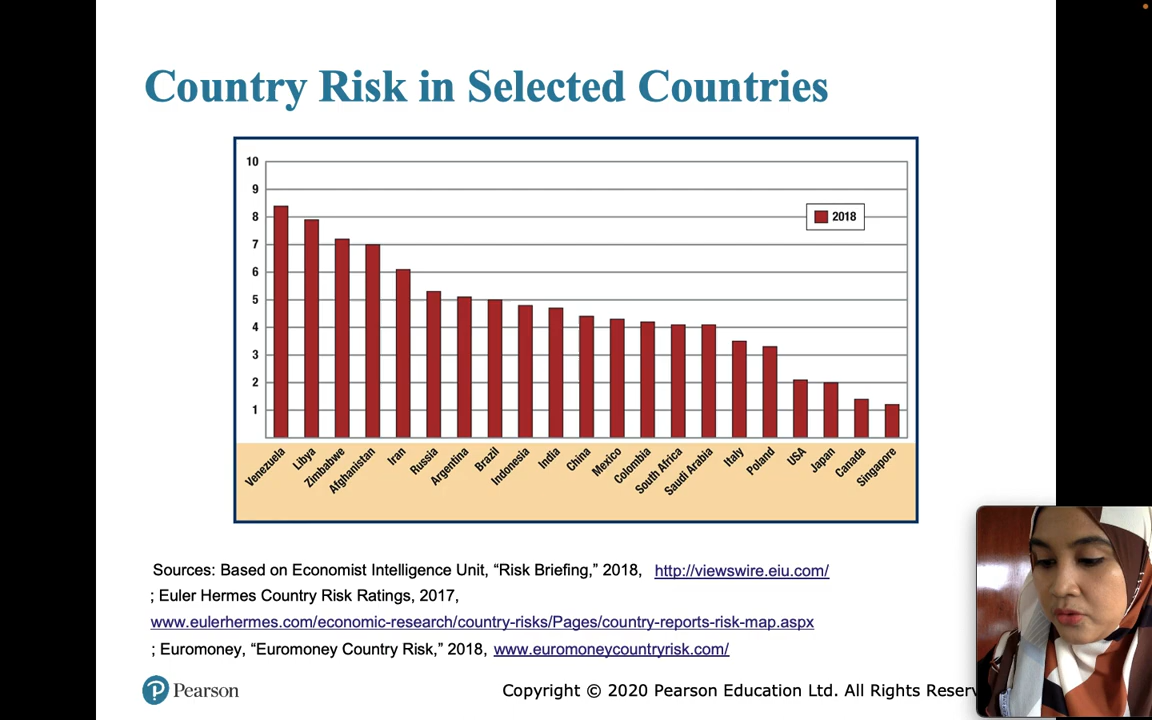 Country Risk in Selected Countries
10
9
8
7
6
5
4
3
2
1
2018
Venezuela
Libya
Zimbabwe
Afghanistan
Iran
Russia
Argentina
Brazil
Indonesia
India
China
Mexico
Colombia
South Africa
Saudi Arabia
Italy
Poland
USA
Japan
Canada
Singapore
Sources: Based on Economist Intelligence Unit, “Risk Briefing,” 2018, http://viewswire.eiu.com/
; Euler Hermes Country Risk Ratings, 2017,
www.eulerhermes.com/economic-research/country-risks/Pages/country-reports-risk-map.aspx
; Euromoney, “Euromoney Country Risk,” 2018, www.euromoneycountryrisk.com/
P Pearson
Copyright © 2020 Pearson Education Ltd. All Rights Reserv